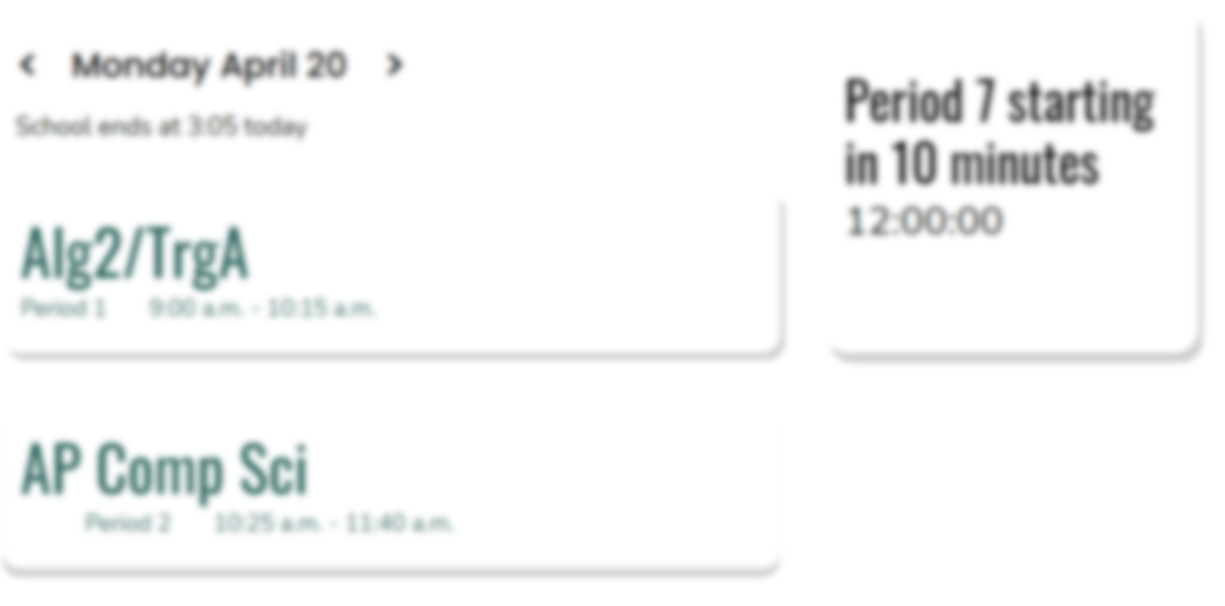 < Monday April 20 >
School ends at 3:05 today
Alg2/TrgA
Period 1 9:00 a.m. - 10:15 a.m.
AP Comp Sci
Period 2 10:25 a.m. - 11:40 a.m.
Period 7 starting
in 10 minutes
12:00:00